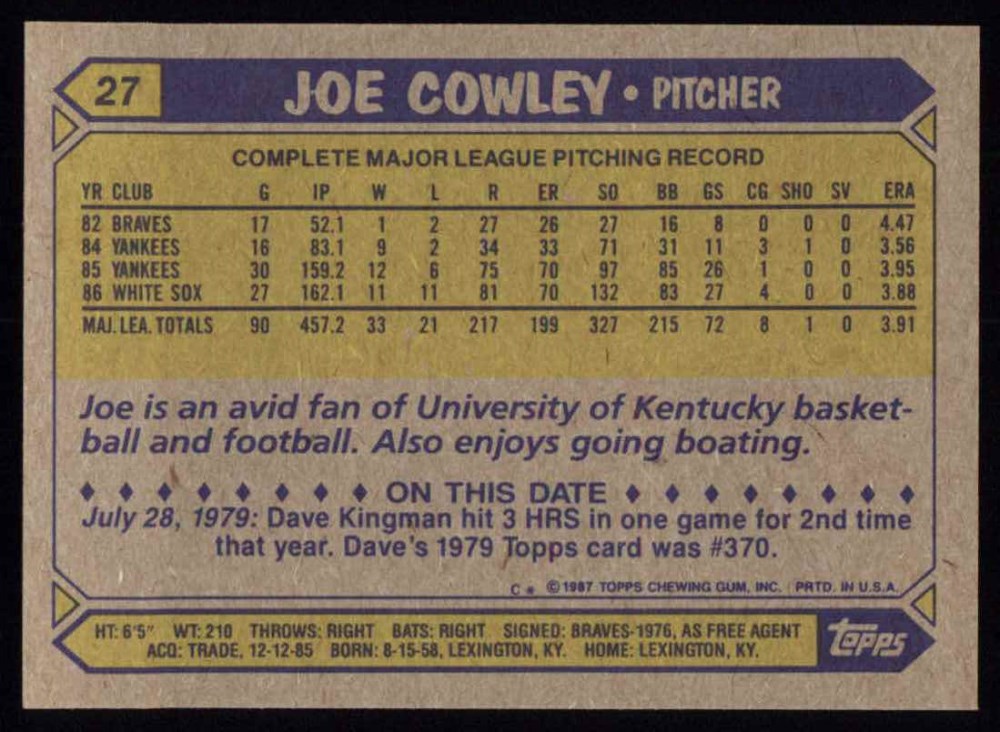 27 JOE COWLEY • PITCHER
COMPLETE MAJOR LEAGUE PITCHING RECORD
YR CLUB G IP W L R ER SO BB GS CG SHO SV ERA
82 BRAVES 17 52.1 1 2 27 26 27 16 8 0 0 0 4.47
84 YANKEES 16 83.1 9 2 34 33 71 31 11 3 1 0 3.56
85 YANKEES 30 159.2 12 6 75 70 97 85 26 1 0 0 3.95
86 WHITE SOX 27 162.1 11 11 81 70 132 83 27 4 0 0 3.88
MAJ. LEA. TOTALS 90 457.2 33 21 217 199 327 215 72 8 1 0 3.91
Joe is an avid fan of University of Kentucky basket-
ball and football. Also enjoys going boating.
♦ ♦ ♦ ♦ ♦ ♦ ♦ ♦ ON THIS DATE ♦ ♦ ♦ ♦ ♦ ♦ ♦ ♦
July 28, 1979: Dave Kingman hit 3 HRS in one game for 2nd time
that year. Dave's 1979 Topps card was #370.
C * © 1987 TOPPS CHEWING GUM, INC. PRTD. IN U.S.A.
HT: 6'5" WT: 210 THROWS: RIGHT BATS: RIGHT SIGNED: BRAVES-1976, AS FREE AGENT
ACQ: TRADE, 12-12-85 BORN: 8-15-58, LEXINGTON, KY. HOME: LEXINGTON, KY.
topps